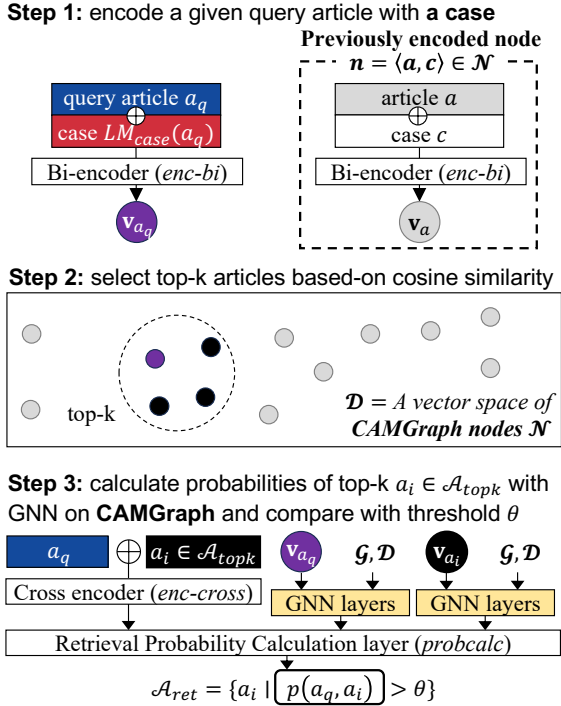 Step 1: encode a given query article with a case
Previously encoded node
n = ⟨a, c⟩ ∈ 𝒩
query article a_q
⊕
case LM_case(a_q)
article a
⊕
case c
Bi-encoder (enc-bi)
Bi-encoder (enc-bi)
v_{a_q}
v_a
Step 2: select top-k articles based-on cosine similarity
top-k
𝒟 = A vector space of
CAMGraph nodes 𝒩
Step 3: calculate probabilities of top-k a_i ∈ 𝒜_topk with
GNN on CAMGraph and compare with threshold θ
a_q ⊕ a_i ∈ 𝒜_topk
v_{a_q} 𝒢, 𝒟 v_{a_i} 𝒢, 𝒟
Cross encoder (enc-cross)
GNN layers
GNN layers
Retrieval Probability Calculation layer (probcalc)
𝒜_ret = {a_i | p(a_q, a_i) > θ}